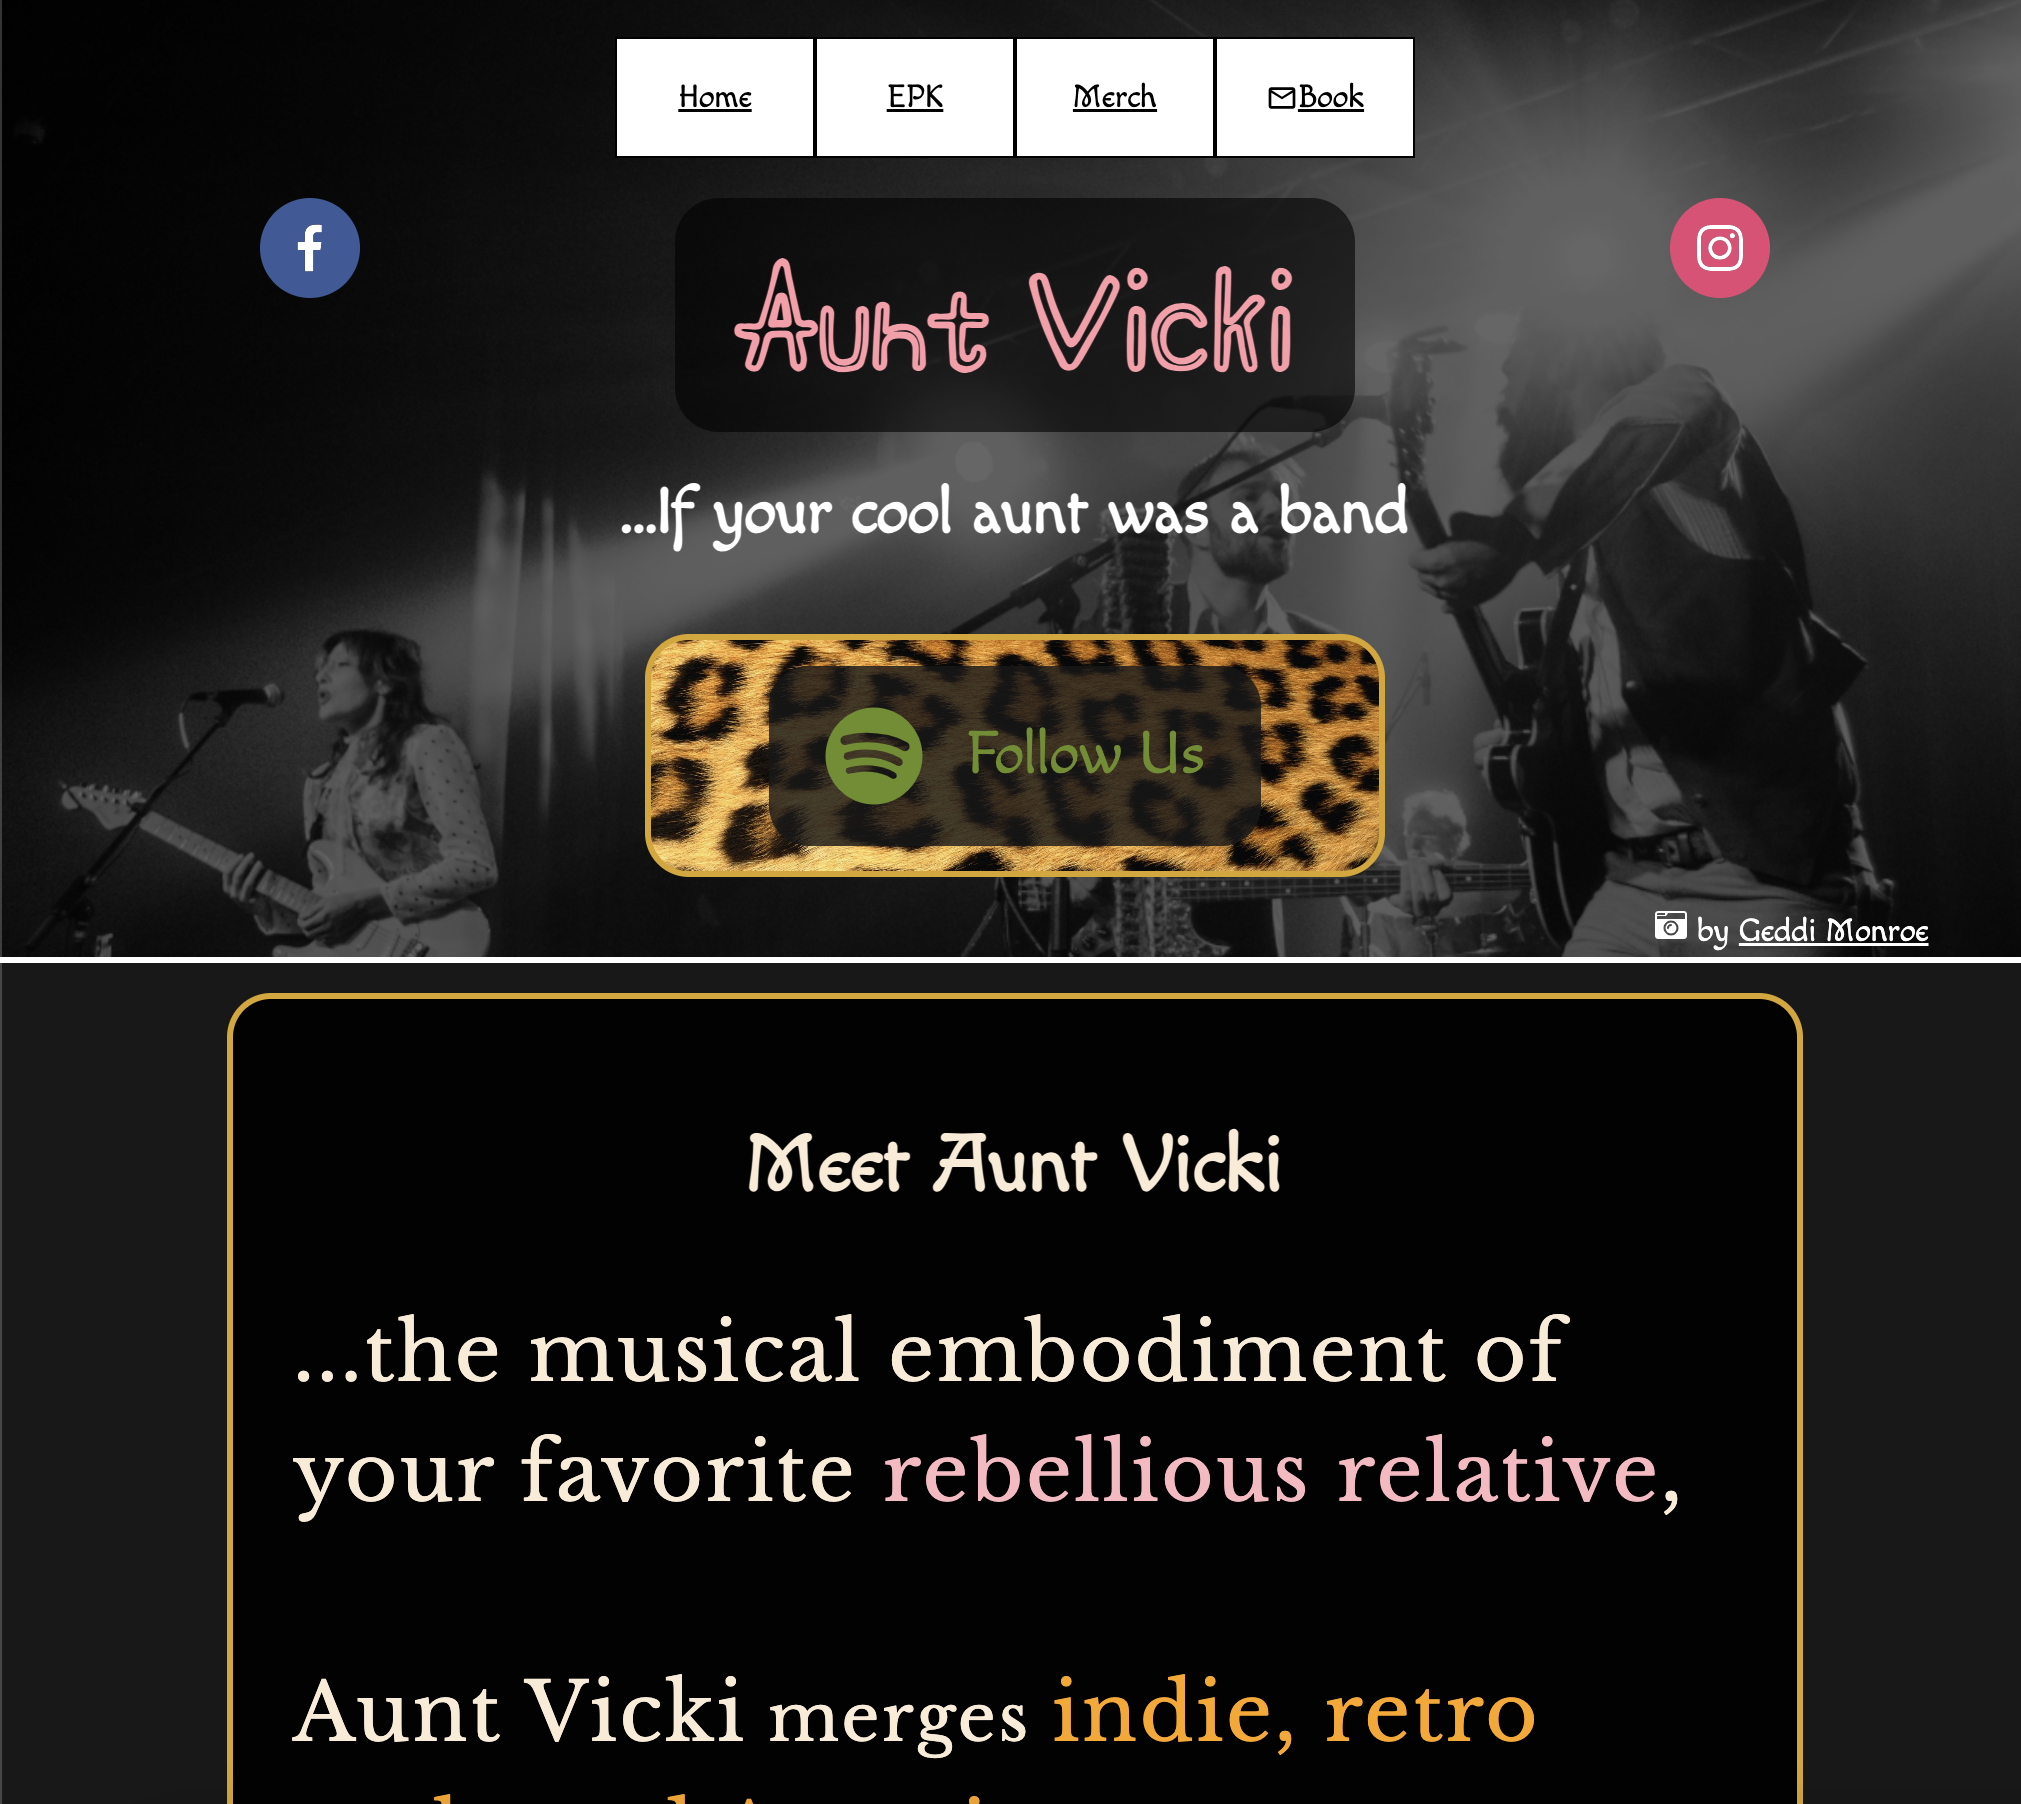 Home
EPK
Merch
Book
Aunt Vicki
...If your cool aunt was a band
Follow Us
by Geddi Monroe
Meet Aunt Vicki
...the musical embodiment of
your favorite rebellious relative,
Aunt Vicki merges indie, retro